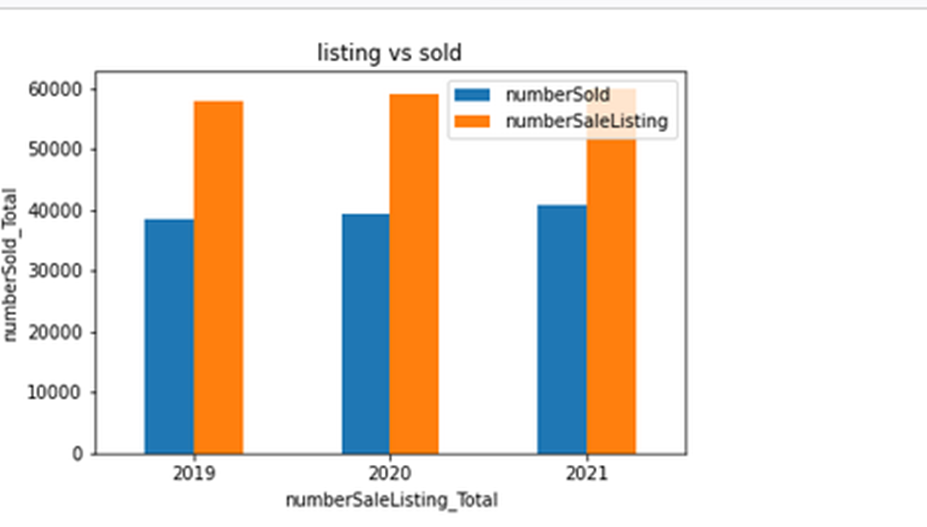 listing vs sold
numberSold
numberSaleListing
60000
50000
40000
30000
20000
10000
0
numberSold_Total
2019 2020 2021
numberSaleListing_Total